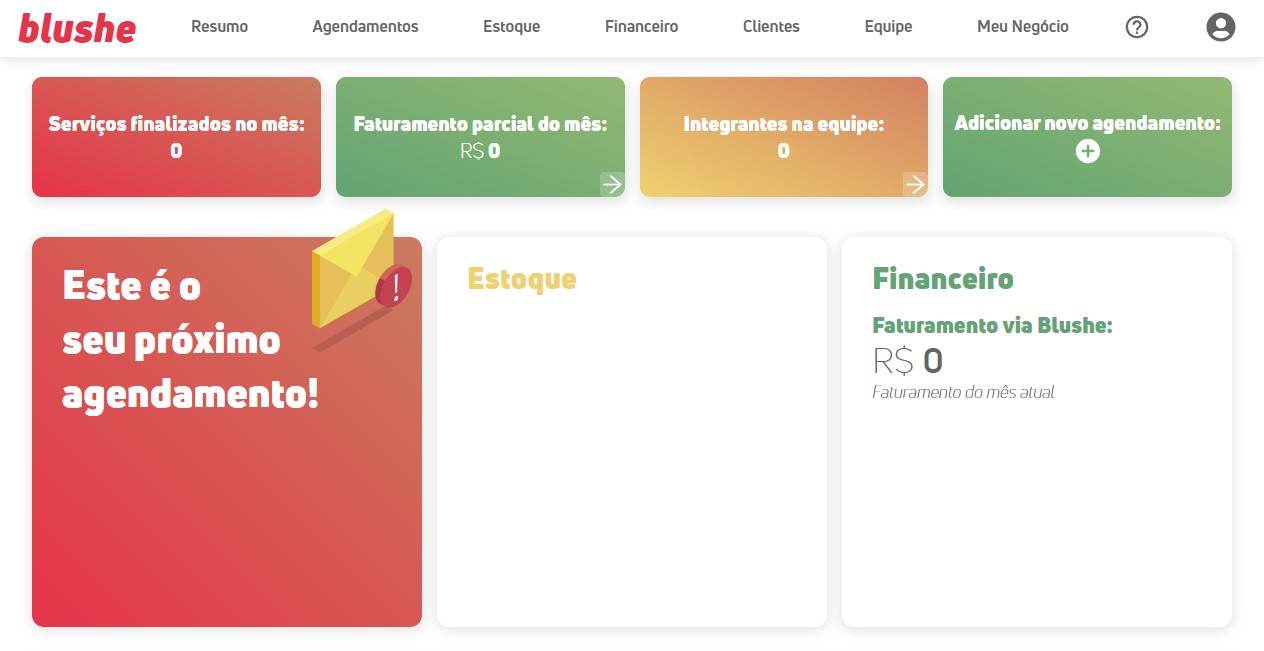 blushe
Resumo
Agendamentos
Estoque
Financeiro
Clientes
Equipe
Meu Negócio
?
Serviços finalizados no mês:
0
Faturamento parcial do mês:
R$ 0
Integrantes na equipe:
0
Adicionar novo agendamento:
Este é o
seu próximo
agendamento!
!
Estoque
Financeiro
Faturamento via Blushe:
R$ 0
Faturamento do mês atual